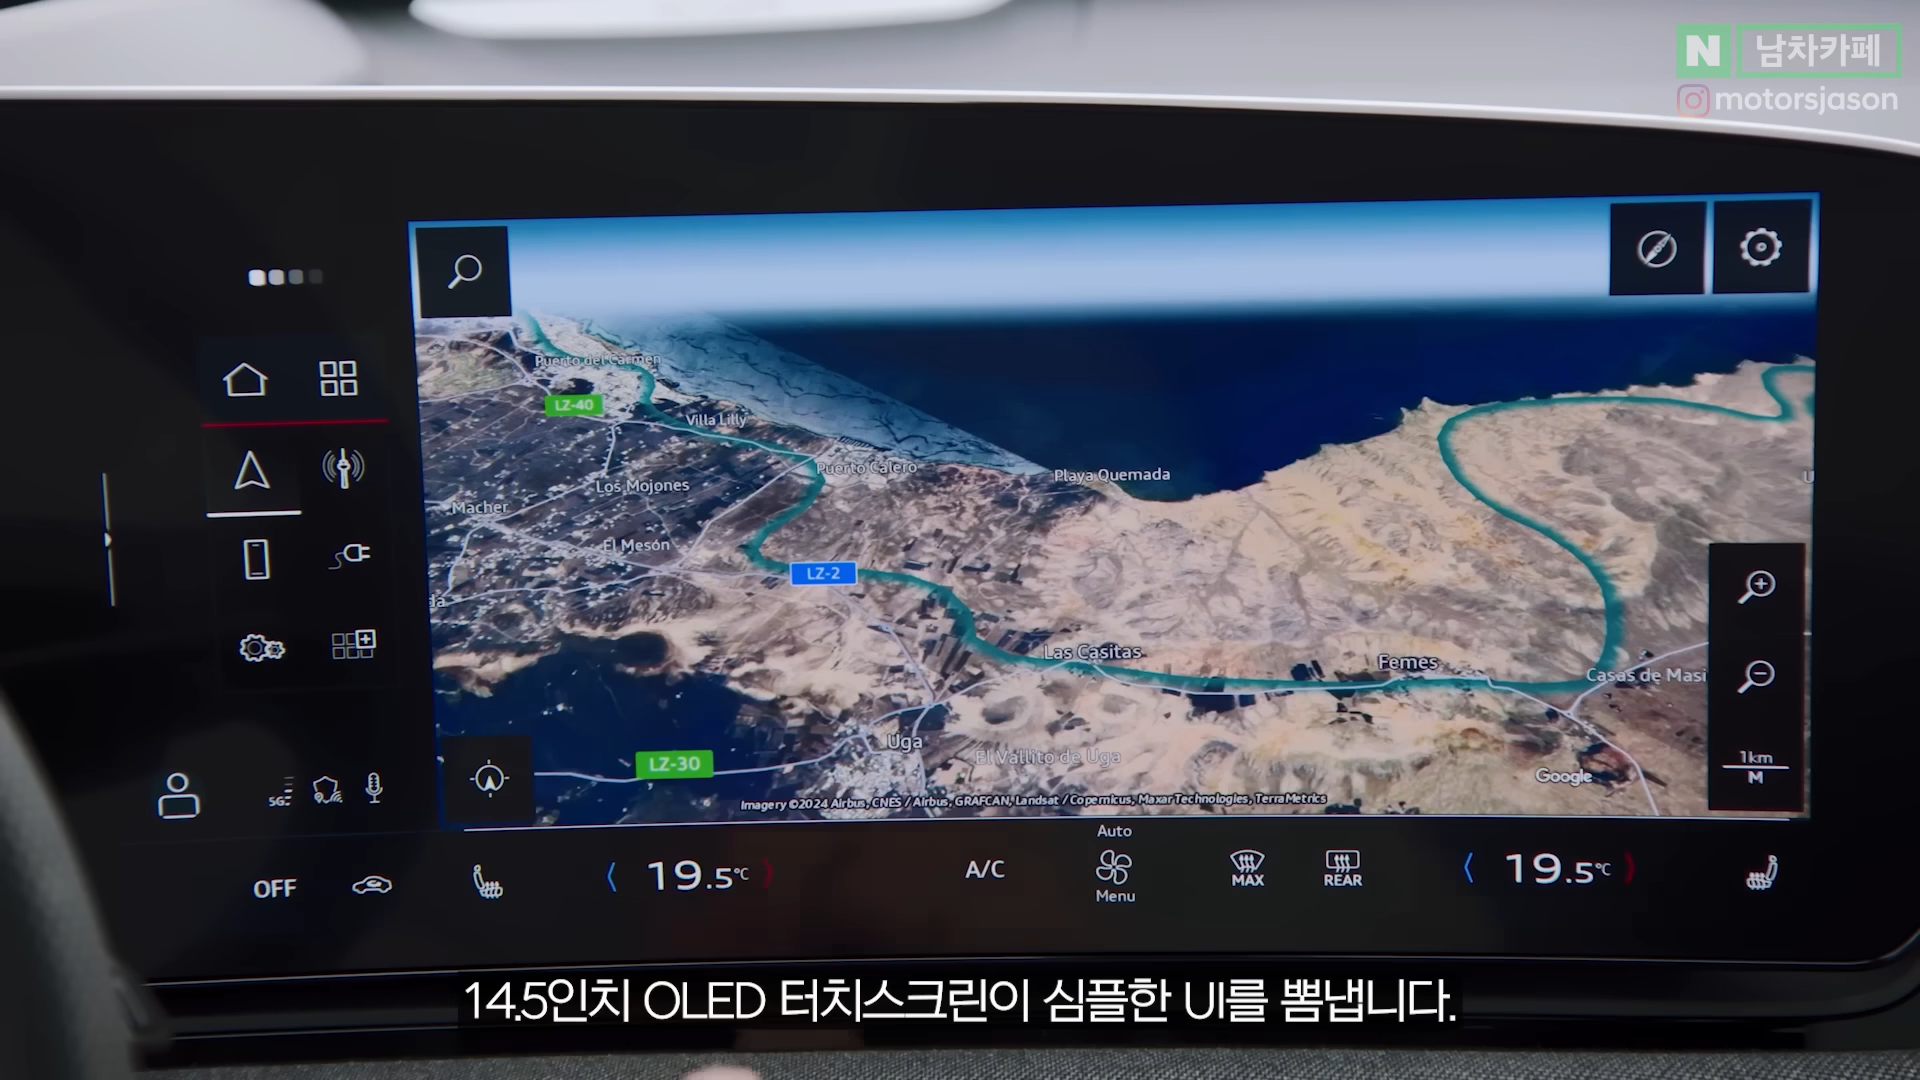 N 남차카페
motorsjason
Puerto del Carmen
LZ-40
Villa Lilly
Puerto Calero
Playa Quemada
Los Mojones
Macher
El Mesón
LZ-2
da
Las Casitas
Femes
Casas de Masi
U
Uga
El Vallito de Uga
LZ-30
1km
M
Google
Imagery ©2024 Airbus, CNES / Airbus, GRAFCAN, Landsat / Copernicus, Maxar Technologies, TerraMetrics
5G
OFF
19.5°C
A/C
Auto
Menu
MAX
REAR
19.5°C
14.5인치 OLED 터치스크린이 심플한 UI를 뽐냅니다.